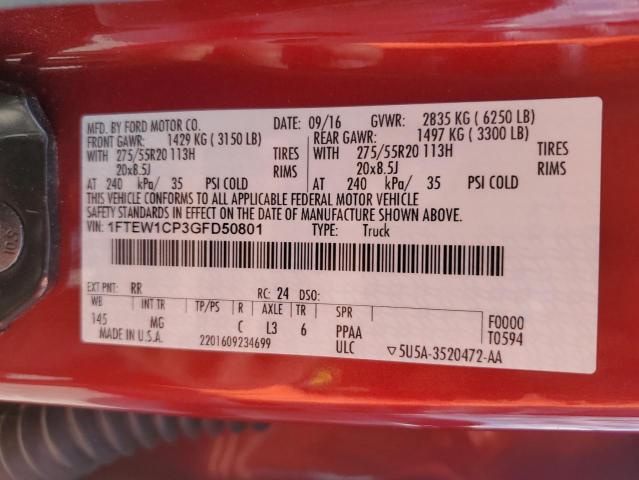 MFD. BY FORD MOTOR CO. DATE: 09/16 GVWR: 2835 KG ( 6250 LB)
FRONT GAWR: 1429 KG ( 3150 LB) REAR GAWR: 1497 KG ( 3300 LB)
WITH 275/55R20 113H TIRES WITH 275/55R20 113H TIRES
20x8.5J RIMS 20x8.5J RIMS
AT 240 kPa/ 35 PSI COLD AT 240 kPa/ 35 PSI COLD
THIS VEHICLE CONFORMS TO ALL APPLICABLE FEDERAL MOTOR VEHICLE
SAFETY STANDARDS IN EFFECT ON THE DATE OF MANUFACTURE SHOWN ABOVE.
VIN: 1FTEW1CP3GFD50801 TYPE: Truck
EXT PNT: RR RC: 24 DSO:
WB INT TR TP/PS R AXLE TR SPR F0000
145 MG C L3 6 PPAA T0594
MADE IN U.S.A. 2201609234699 ULC ▽5U5A-3520472-AA